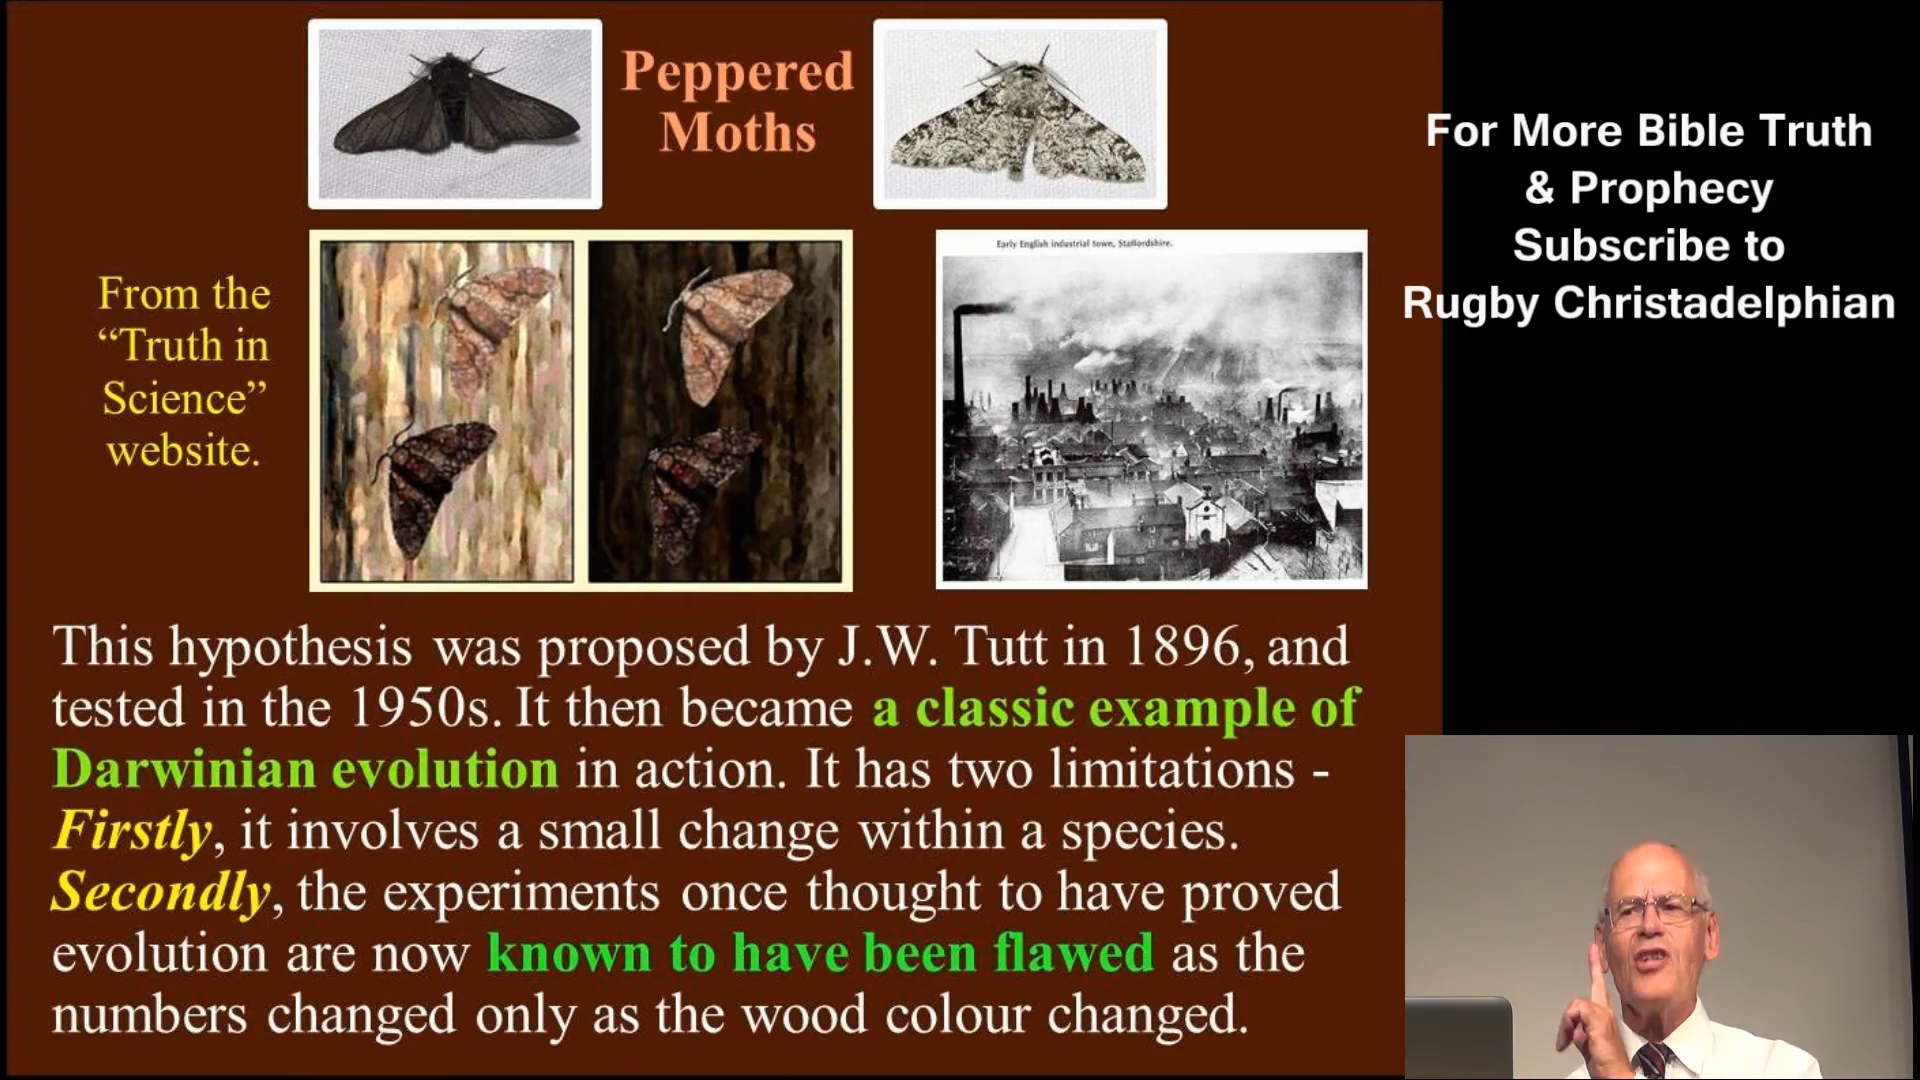 Peppered
Moths
From the
“Truth in
Science”
website.
Early English industrial town, Staffordshire.
This hypothesis was proposed by J.W. Tutt in 1896, and
tested in the 1950s. It then became a classic example of
Darwinian evolution in action. It has two limitations -
Firstly, it involves a small change within a species.
Secondly, the experiments once thought to have proved
evolution are now known to have been flawed as the
numbers changed only as the wood colour changed.
For More Bible Truth
& Prophecy
Subscribe to
Rugby Christadelphian